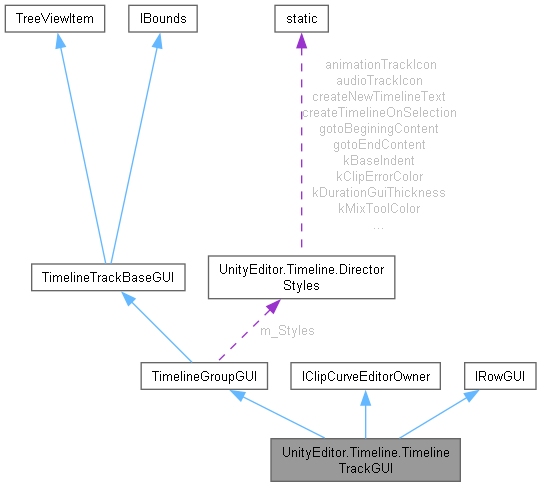 TreeViewItem
IBounds
static
animationTrackIcon
audioTrackIcon
createNewTimelineText
createTimelineOnSelection
gotoBeginingContent
gotoEndContent
kBaseIndent
kClipErrorColor
kDurationGuiThickness
kMixToolColor
...
TimelineTrackBaseGUI
UnityEditor.Timeline.Director
Styles
m_Styles
TimelineGroupGUI
IClipCurveEditorOwner
IRowGUI
UnityEditor.Timeline.Timeline
TrackGUI